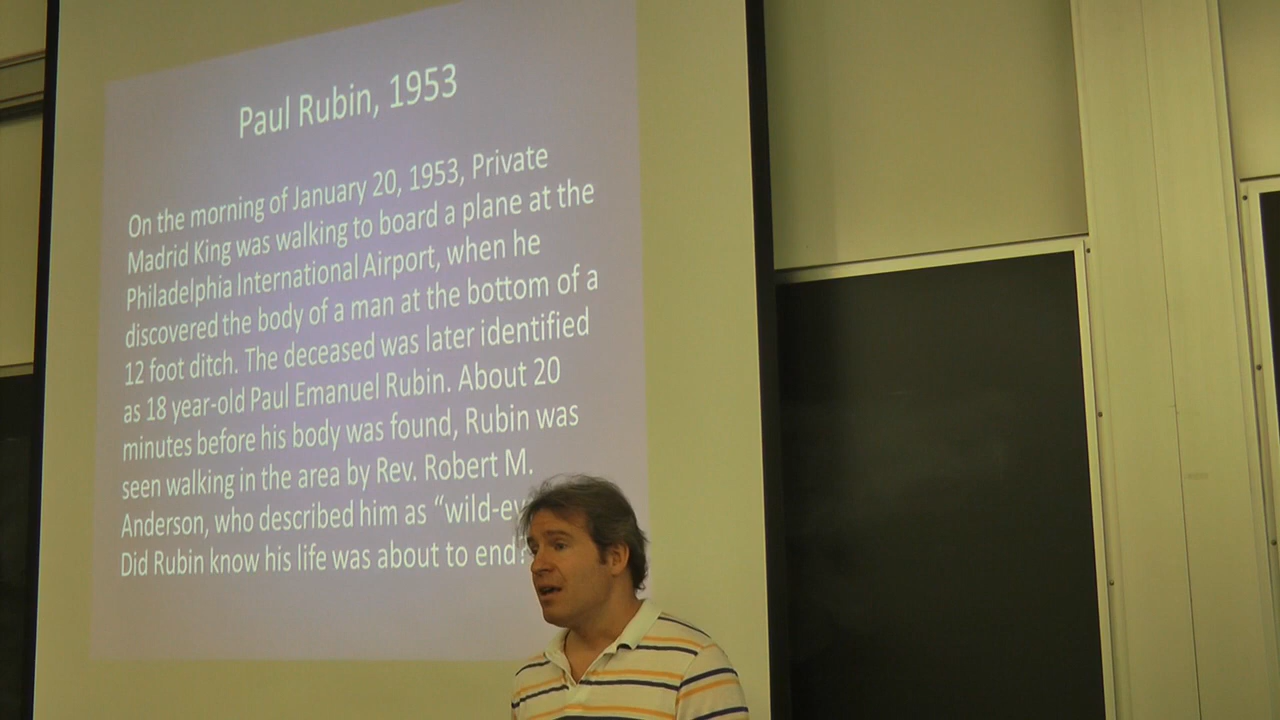 Paul Rubin, 1953
On the morning of January 20, 1953, Private
Madrid King was walking to board a plane at the
Philadelphia International Airport, when he
discovered the body of a man at the bottom of a
12 foot ditch. The deceased was later identified
as 18 year-old Paul Emanuel Rubin. About 20
minutes before his body was found, Rubin was
seen walking in the area by Rev. Robert M.
Anderson, who described him as “wild-ey
Did Rubin know his life was about to end?